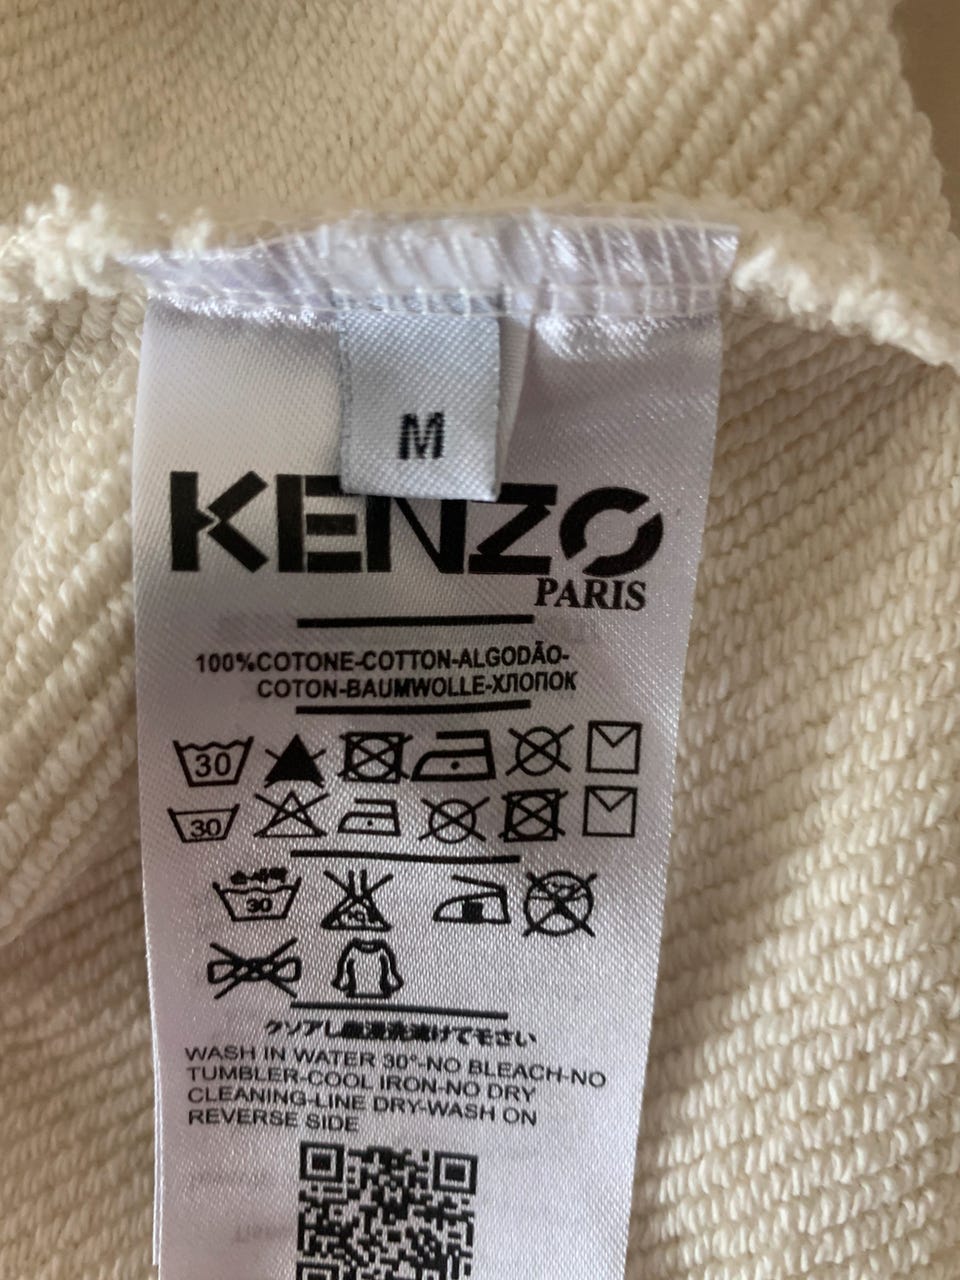 M
KENZO
PARIS
100%COTONE-COTTON-ALGODÃO-
COTON-BAUMWOLLE-ХЛОПОК
30
30
30
WASH IN WATER 30°-NO BLEACH-NO
TUMBLER-COOL IRON-NO DRY
CLEANING-LINE DRY-WASH ON
REVERSE SIDE